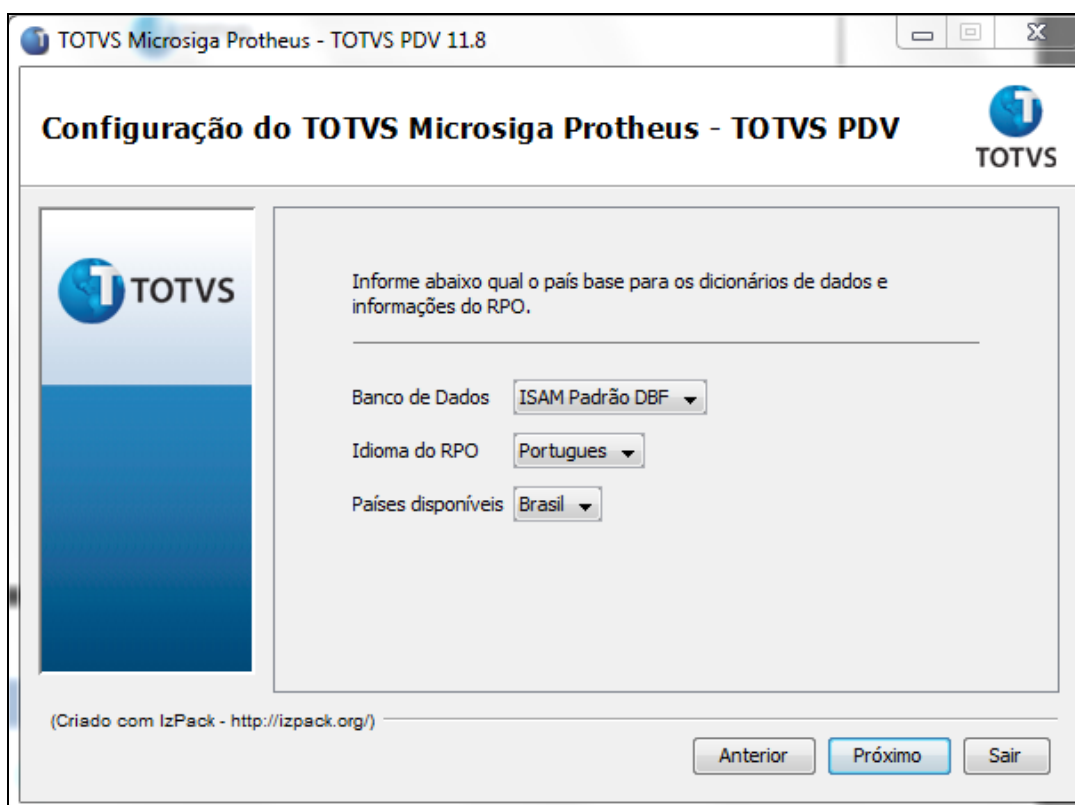 TOTVS Microsiga Protheus - TOTVS PDV 11.8
Configuração do TOTVS Microsiga Protheus - TOTVS PDV
TOTVS
TOTVS
Informe abaixo qual o país base para os dicionários de dados e
informações do RPO.
Banco de Dados ISAM Padrão DBF
Idioma do RPO Portugues
Países disponíveis Brasil
(Criado com IzPack - http://izpack.org/)
Anterior Próximo Sair